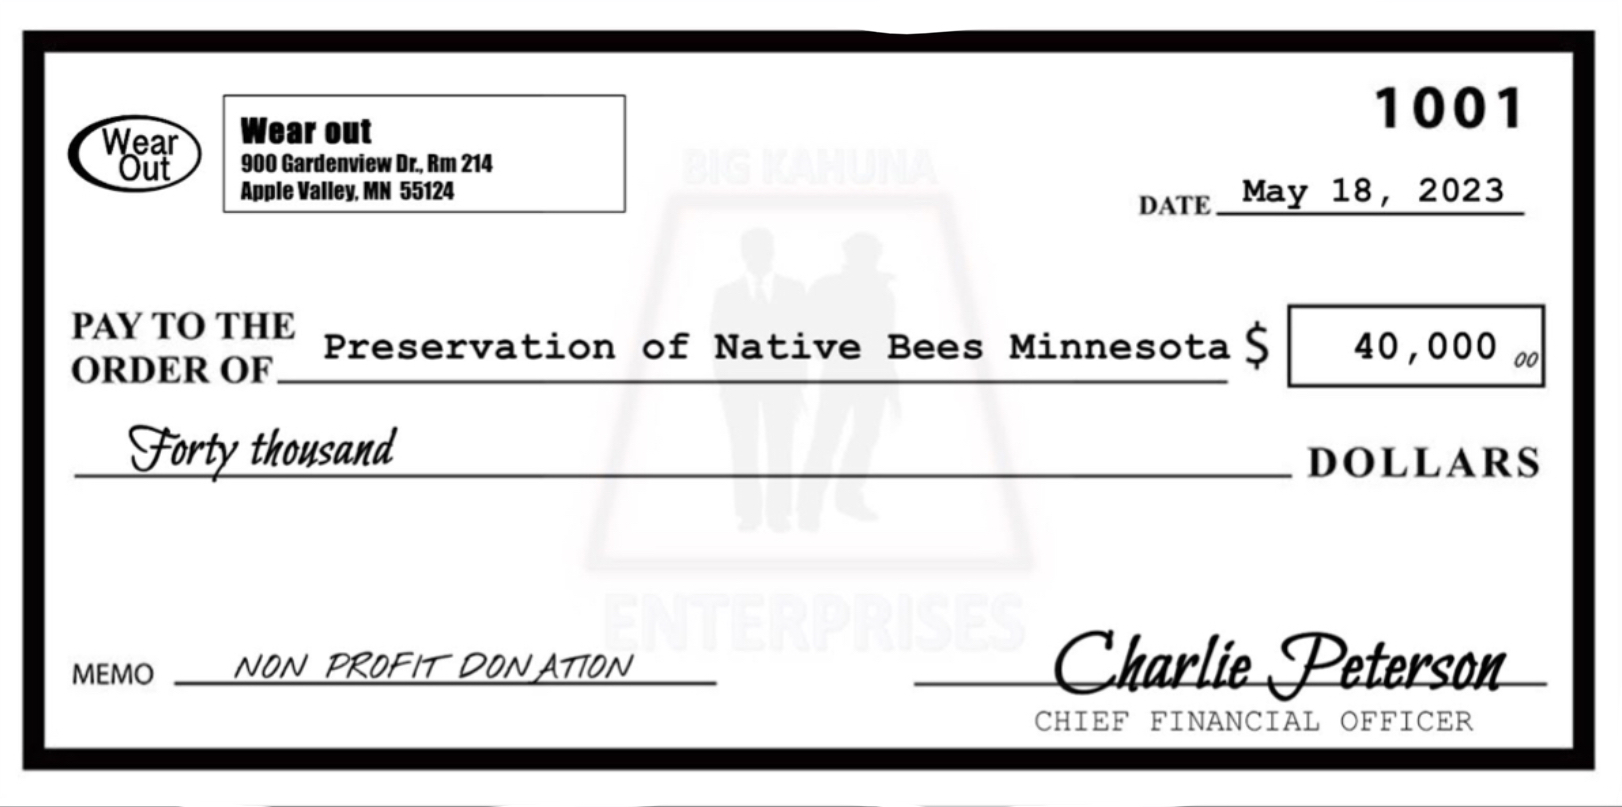 Wear
Out
Wear out
900 Gardenview Dr., Rm 214
Apple Valley, MN 55124
1001
DATE May 18, 2023
BIG KAHUNA
PAY TO THE
ORDER OF Preservation of Native Bees Minnesota $ 40,000 00
Forty thousand DOLLARS
ENTERPRISES
MEMO NON PROFIT DONATION
Charlie Peterson
CHIEF FINANCIAL OFFICER